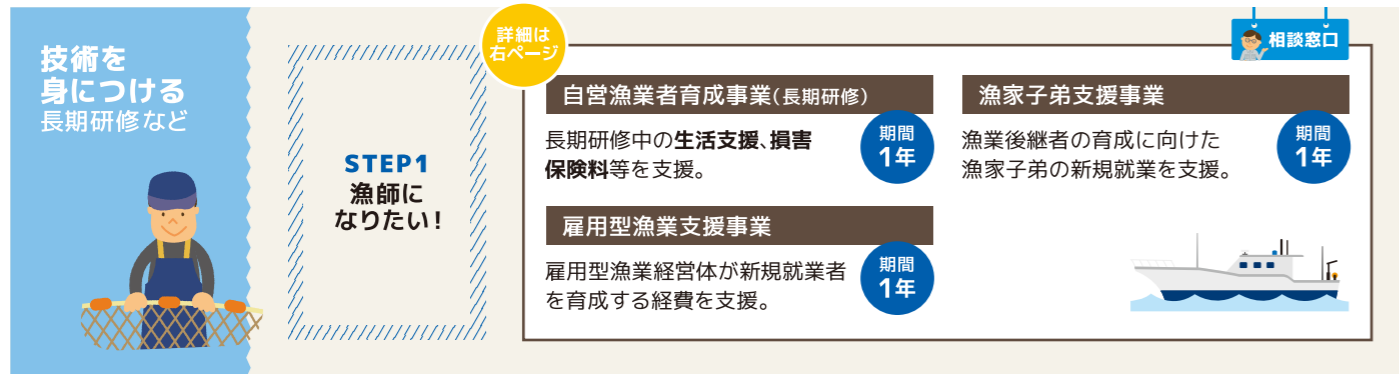 技術を
身につける
長期研修など
STEP1
漁師に
なりたい！
詳細は
右ページ
相談窓口
自営漁業者育成事業(長期研修)
長期研修中の生活支援、損害
保険料等を支援。
期間
1年
雇用型漁業支援事業
雇用型漁業経営体が新規就業者
を育成する経費を支援。
期間
1年
漁家子弟支援事業
漁業後継者の育成に向けた
漁家子弟の新規就業を支援。
期間
1年